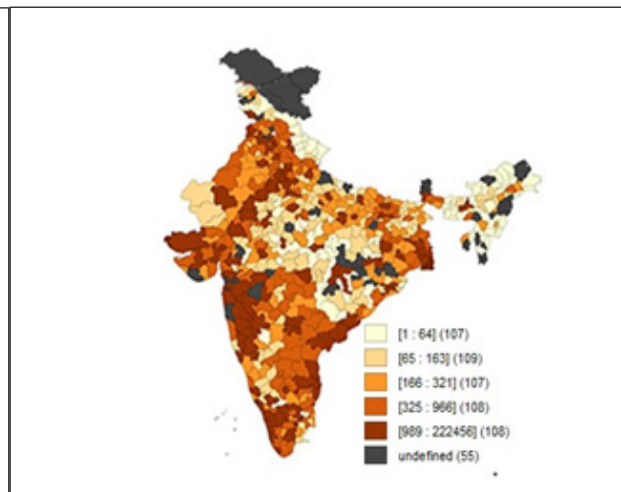 [1 : 64] (107)
[65 : 163] (109)
[166 : 321] (107)
[325 : 966] (108)
[989 : 222456] (108)
undefined (55)